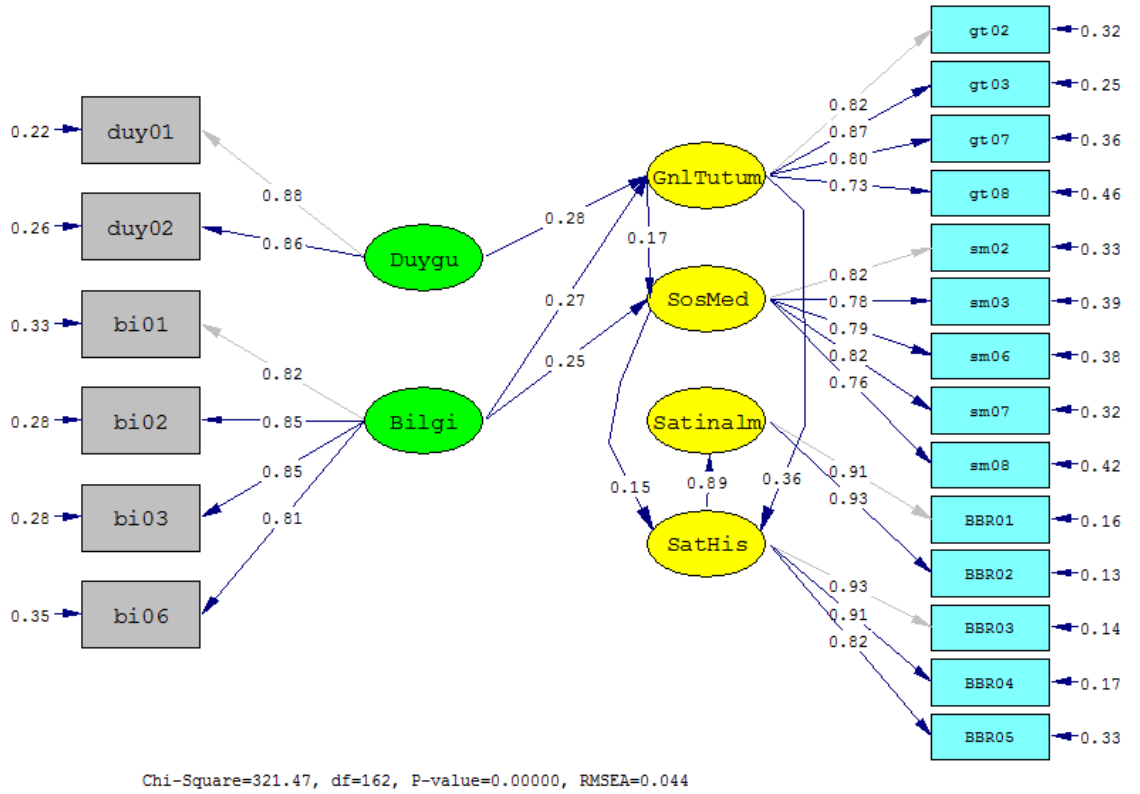 gt02
0.32
gt03
0.25
gt07
0.36
gt08
0.46
sm02
0.33
sm03
0.39
sm06
0.38
sm07
0.32
sm08
0.42
BBR01
0.16
BBR02
0.13
BBR03
0.14
BBR04
0.17
BBR05
0.33
0.82
0.87
0.80
0.73
0.82
0.78
0.79
0.82
0.76
0.91
0.93
0.93
0.91
0.82
GnlTutum
SosMed
Satinalm
SatHis
0.17
0.15
0.89
0.36
0.28
0.27
0.25
Duygu
Bilgi
0.88
0.86
0.82
0.85
0.85
0.81
0.22
duy01
0.26
duy02
0.33
bi01
0.28
bi02
0.28
bi03
0.35
bi06
Chi-Square=321.47, df=162, P-value=0.00000, RMSEA=0.044